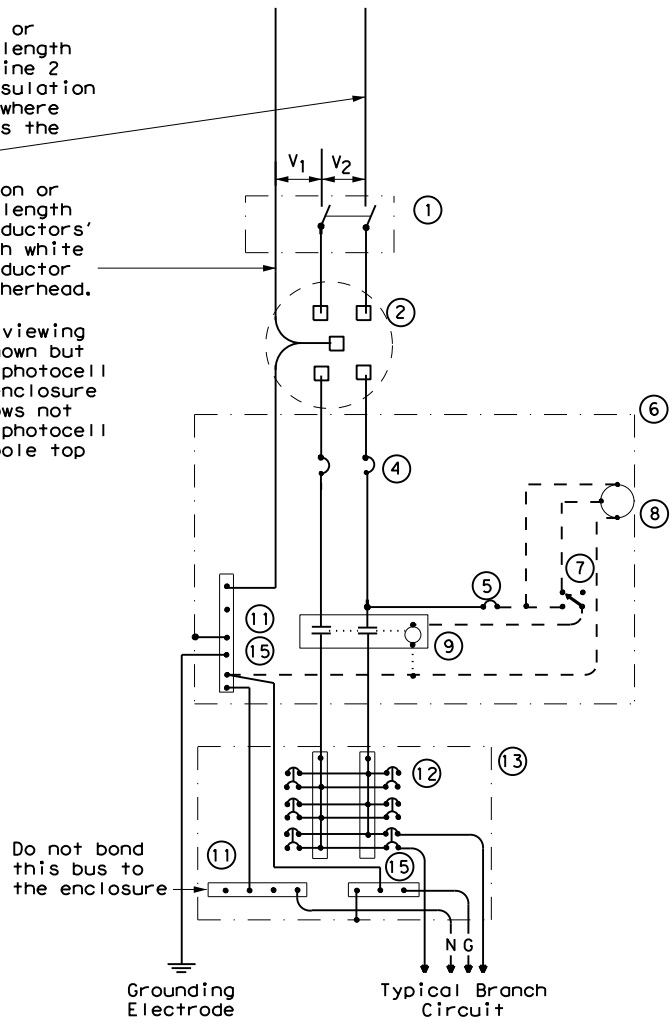 or
length
ine 2
sulation
where
s the
on or
length
ductors'
h white
ductor
herhead.
viewing
own but
photocell
nclosure
ws not
photocell
ole top
V1
V2
1
2
6
4
8
7
5
11
9
15
13
12
11
15
Do not bond
this bus to
the enclosure
N G
Grounding
Electrode
Typical Branch
Circuit